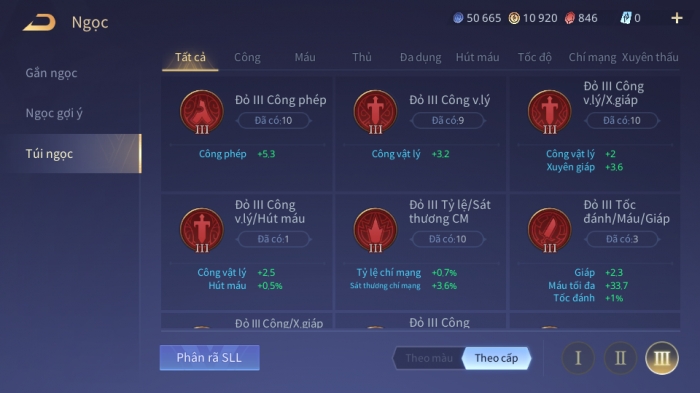 Ngọc
50 665
10 920
846
0
+
Tất cả
Công
Máu
Thủ
Đa dụng
Hút máu
Tốc độ
Chí mạng
Xuyên thấu
Gắn ngọc
Ngọc gợi ý
Túi ngọc
III
Đỏ III Công phép
Đã có:10
Công phép +5.3
III
Đỏ III Công v.lý
Đã có:9
Công vật lý +3.2
III
Đỏ III Công
v.lý/X.giáp
Đã có:10
Công vật lý +2
Xuyên giáp +3.6
III
Đỏ III Công
v.lý/Hút máu
Đã có:1
Công vật lý +2.5
Hút máu +0.5%
III
Đỏ III Tỷ lệ/Sát
thương CM
Đã có:10
Tỷ lệ chí mạng +0.7%
Sát thương chí mạng +3.6%
III
Đỏ III Tốc
đánh/Máu/Giáp
Đã có:3
Giáp +2.3
Máu tối đa +33.7
Tốc đánh +1%
Đỏ III Công/X.giáp
Đỏ III Công
Phân rã SLL
Theo màu
Theo cấp
I
II
III